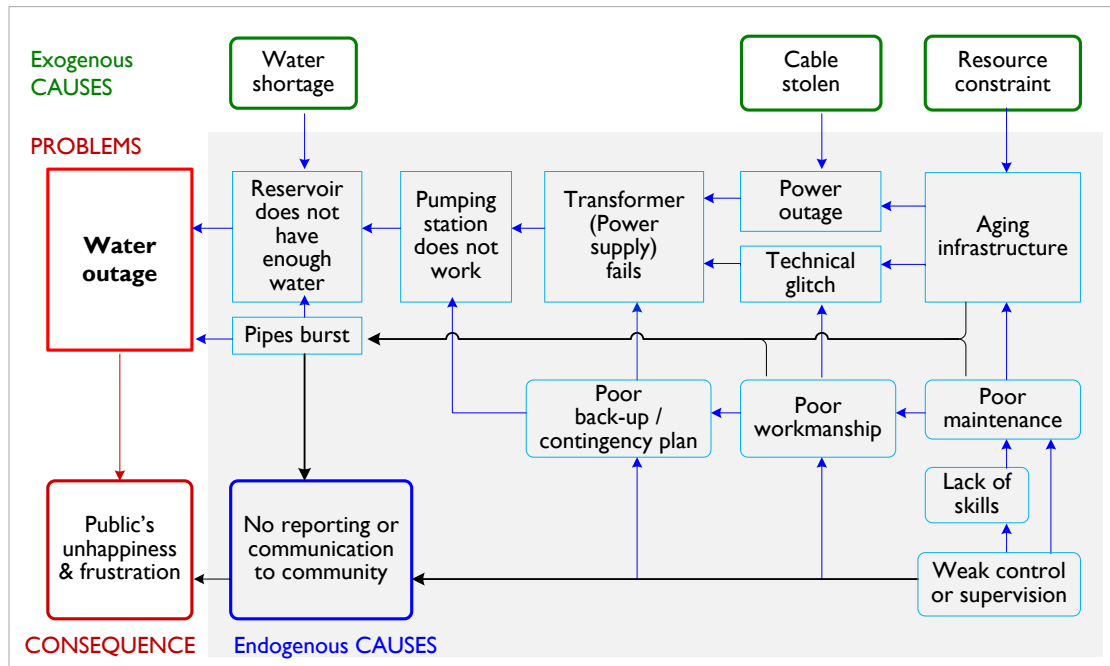 Exogenous
CAUSES
Water
shortage
Cable
stolen
Resource
constraint
PROBLEMS
Water
outage
Reservoir
does not
have
enough
water
Pumping
station
does not
work
Transformer
(Power
supply)
fails
Power
outage
Technical
glitch
Aging
infrastructure
Pipes burst
Poor
back-up /
contingency plan
Poor
workmanship
Poor
maintenance
Lack of
skills
Public's
unhappiness
& frustration
No reporting or
communication
to community
Weak control
or supervision
CONSEQUENCE
Endogenous CAUSES